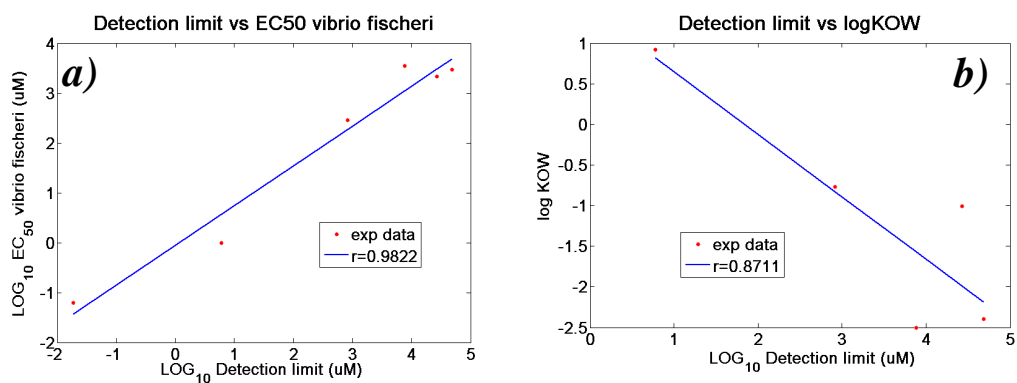 Detection limit vs EC50 vibrio fischeri
a)
4
3
2
1
0
-1
-2
LOG10 EC50 vibrio fischeri (uM)
exp data
r=0.9822
-2 -1 0 1 2 3 4 5
LOG10 Detection limit (uM)
Detection limit vs logKOW
b)
1
0.5
0
-0.5
-1
-1.5
-2
-2.5
log KOW
exp data
r=0.8711
0 1 2 3 4 5
LOG10 Detection limit (uM)